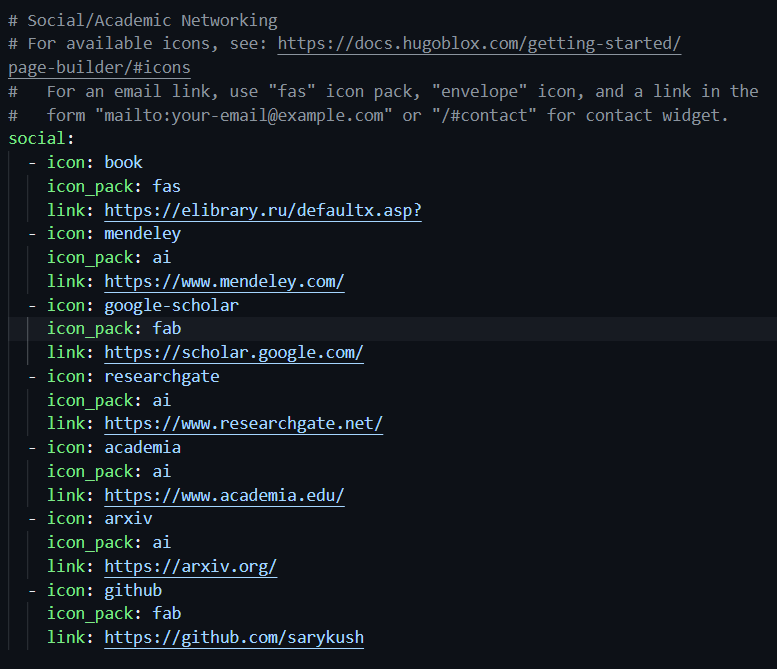 # Social/Academic Networking
# For available icons, see: https://docs.hugoblox.com/getting-started/
page-builder/#icons
#   For an email link, use "fas" icon pack, "envelope" icon, and a link in the
#   form "mailto:your-email@example.com" or "/#contact" for contact widget.
social:
  - icon: book
    icon_pack: fas
    link: https://elibrary.ru/defaultx.asp?
  - icon: mendeley
    icon_pack: ai
    link: https://www.mendeley.com/
  - icon: google-scholar
    icon_pack: fab
    link: https://scholar.google.com/
  - icon: researchgate
    icon_pack: ai
    link: https://www.researchgate.net/
  - icon: academia
    icon_pack: ai
    link: https://www.academia.edu/
  - icon: arxiv
    icon_pack: ai
    link: https://arxiv.org/
  - icon: github
    icon_pack: fab
    link: https://github.com/sarykush